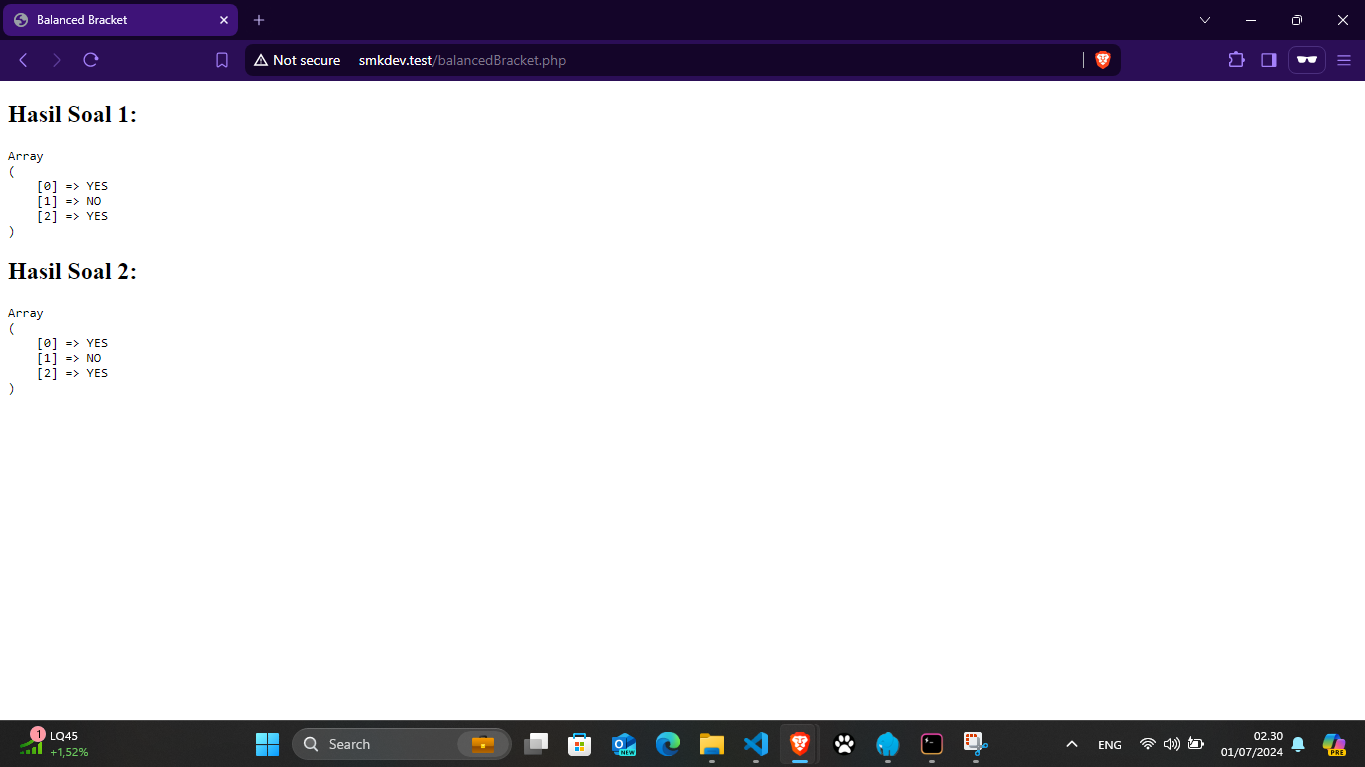 Balanced Bracket
Not secure smkdev.test/balancedBracket.php
Hasil Soal 1:
Array
(
    [0] => YES
    [1] => NO
    [2] => YES
)
Hasil Soal 2:
Array
(
    [0] => YES
    [1] => NO
    [2] => YES
)
1
LQ45
+1,52%
Search
NEW
ENG
02.30
01/07/2024
PRE